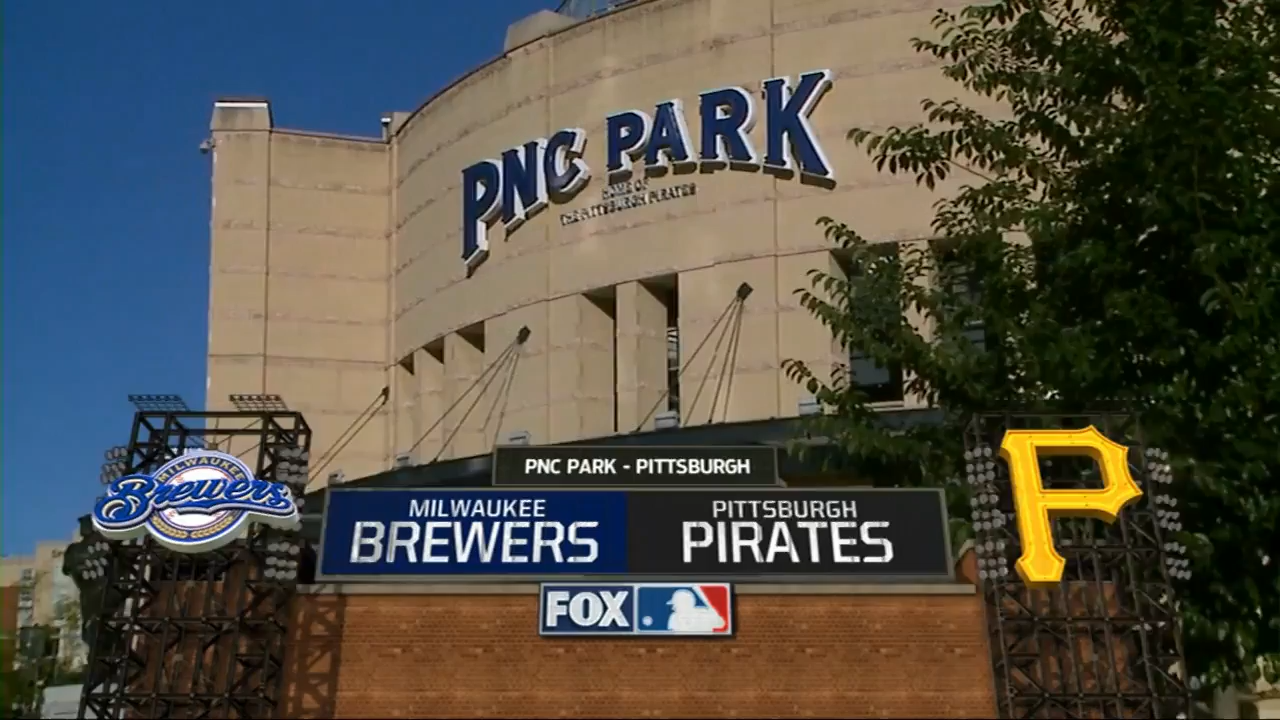 PNC PARK
HOME OF
THE PITTSBURGH PIRATES
PNC PARK - PITTSBURGH
MILWAUKEE
Brewers
MILWAUKEE
BREWERS
PITTSBURGH
PIRATES
P
FOX